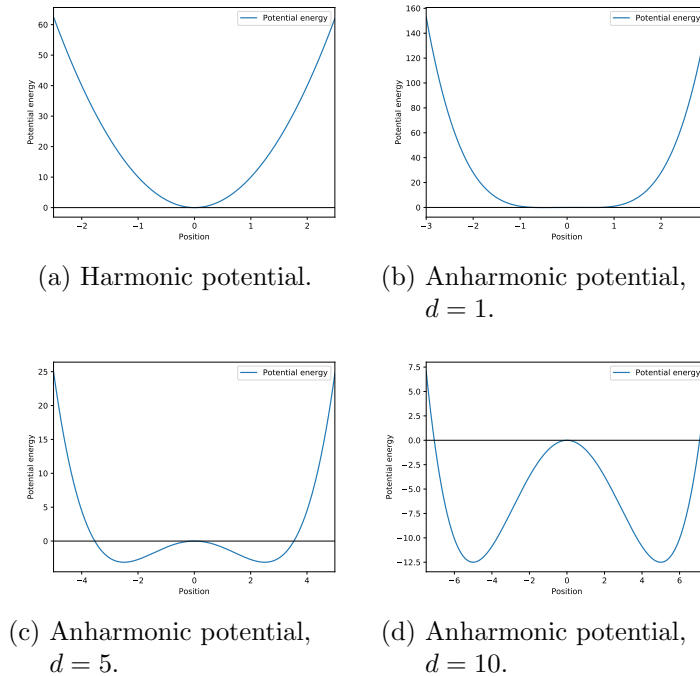 Potential energy
Potential energy
60
50
40
30
20
10
0
−2
−1
0
1
2
Position
(a) Harmonic potential.
Potential energy
Potential energy
160
140
120
100
80
60
40
20
0
−3
−2
−1
0
1
2
Position
(b) Anharmonic potential,
d = 1.
Potential energy
Potential energy
25
20
15
10
5
0
−4
−2
0
2
4
Position
(c) Anharmonic potential,
d = 5.
Potential energy
Potential energy
7.5
5.0
2.5
0.0
−2.5
−5.0
−7.5
−10.0
−12.5
−6
−4
−2
0
2
4
6
Position
(d) Anharmonic potential,
d = 10.